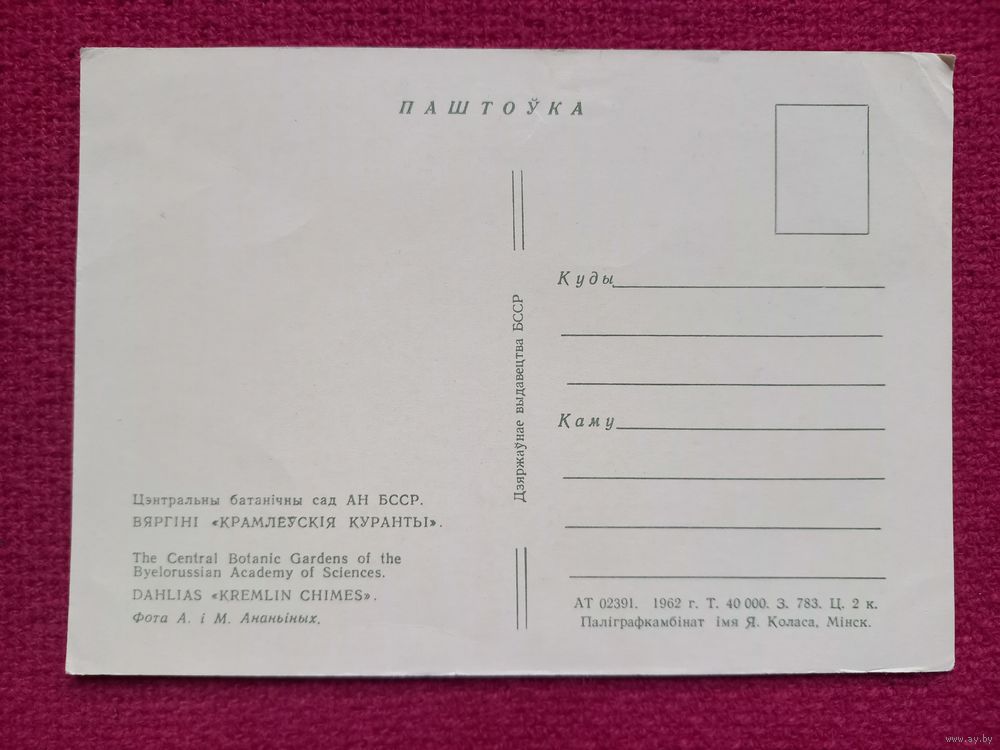 ПАШТОЎКА
Цэнтральны батанічны сад АН БССР.
ВЯРГІНІ «КРАМЛЕЎСКІЯ КУРАНТЫ».
The Central Botanic Gardens of the
Byelorussian Academy of Sciences.
DAHLIAS «KREMLIN CHIMES».
Фота А. і М. Ананьіных.
Дзяржаўнае выдавецтва БССР
Куды
Каму
АТ 02391. 1962 г. Т. 40 000. З. 783. Ц. 2 к.
Паліграфкамбінат імя Я. Коласа, Мінск.
www.ay.by